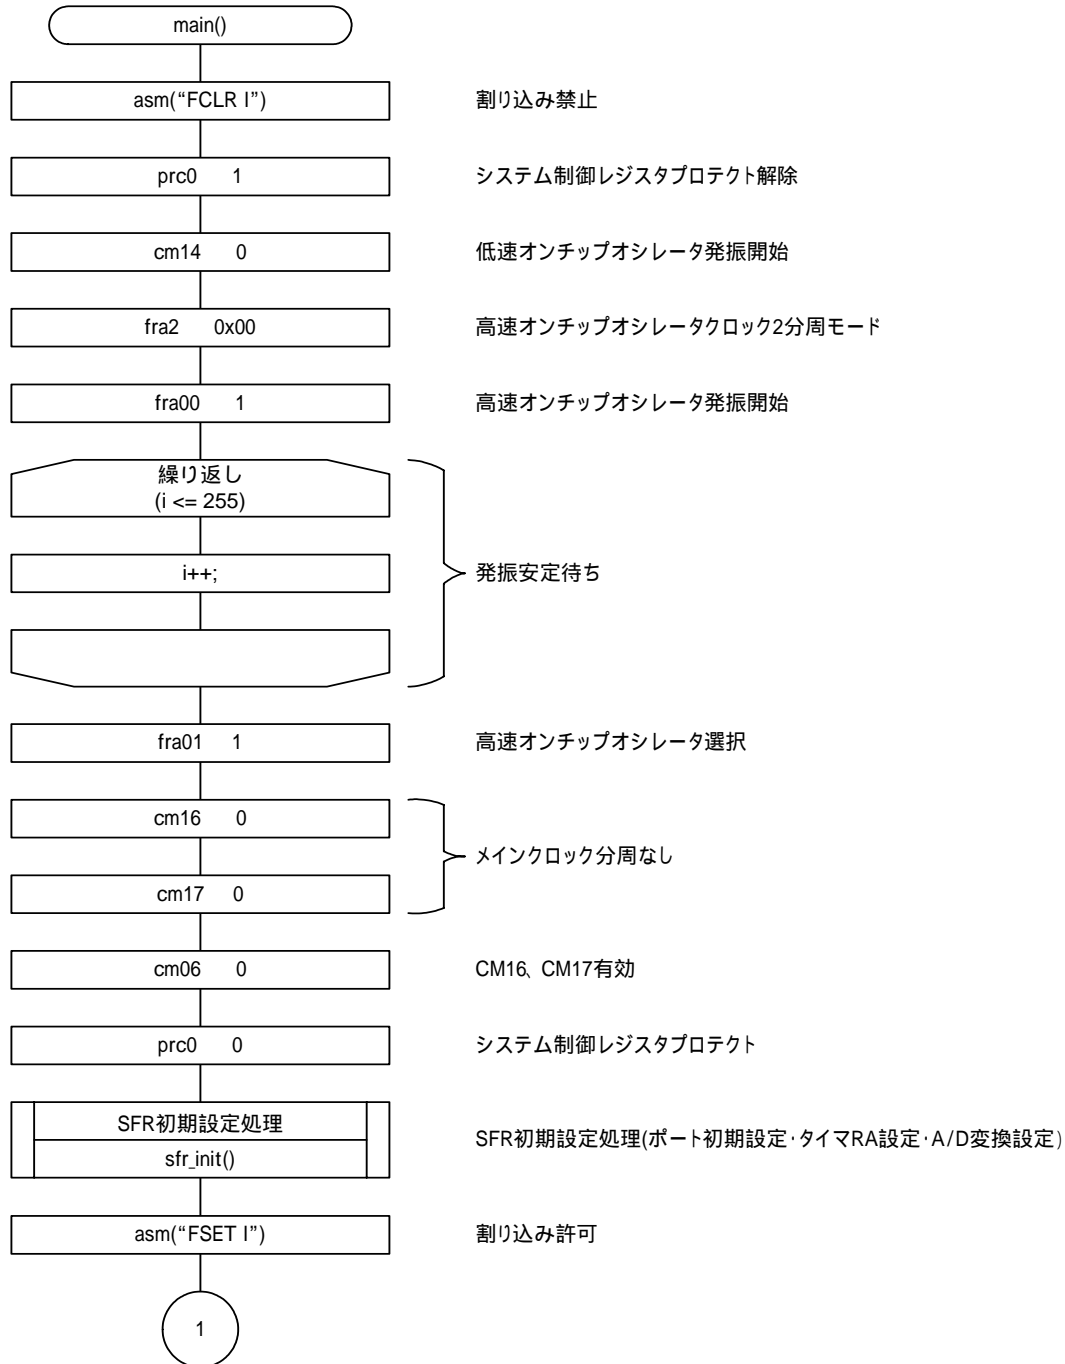 main()
asm(“FCLR I”) 割り込み禁止
prc0 1 システム制御レジスタプロテクト解除
cm14 0 低速オンチップオシレータ発振開始
fra2 0x00 高速オンチップオシレータクロック2分周モード
fra00 1 高速オンチップオシレータ発振開始
繰り返し
(i <= 255)
i++; 発振安定待ち
fra01 1 高速オンチップオシレータ選択
cm16 0
メインクロック分周なし
cm17 0
cm06 0 CM16、CM17有効
prc0 0 システム制御レジスタプロテクト
SFR初期設定処理
SFR初期設定処理(ポート初期設定・タイマRA設定・A/D変換設定)
sfr_init()
asm(“FSET I”) 割り込み許可
1